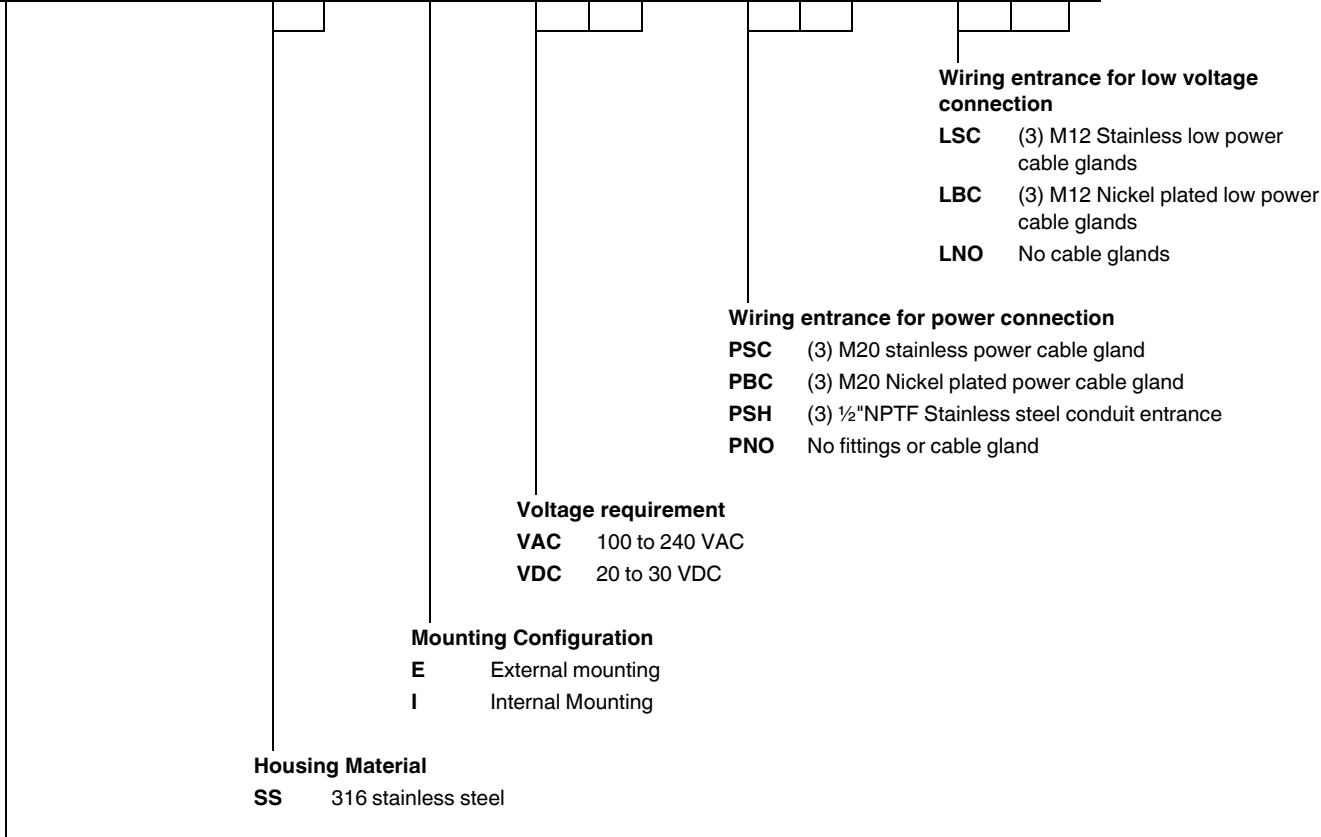 Wiring entrance for low voltage
connection
LSC (3) M12 Stainless low power
cable glands
LBC (3) M12 Nickel plated low power
cable glands
LNO No cable glands
Wiring entrance for power connection
PSC (3) M20 stainless power cable gland
PBC (3) M20 Nickel plated power cable gland
PSH (3) ½"NPTF Stainless steel conduit entrance
PNO No fittings or cable gland
Voltage requirement
VAC 100 to 240 VAC
VDC 20 to 30 VDC
Mounting Configuration
E External mounting
I Internal Mounting
Housing Material
SS 316 stainless steel